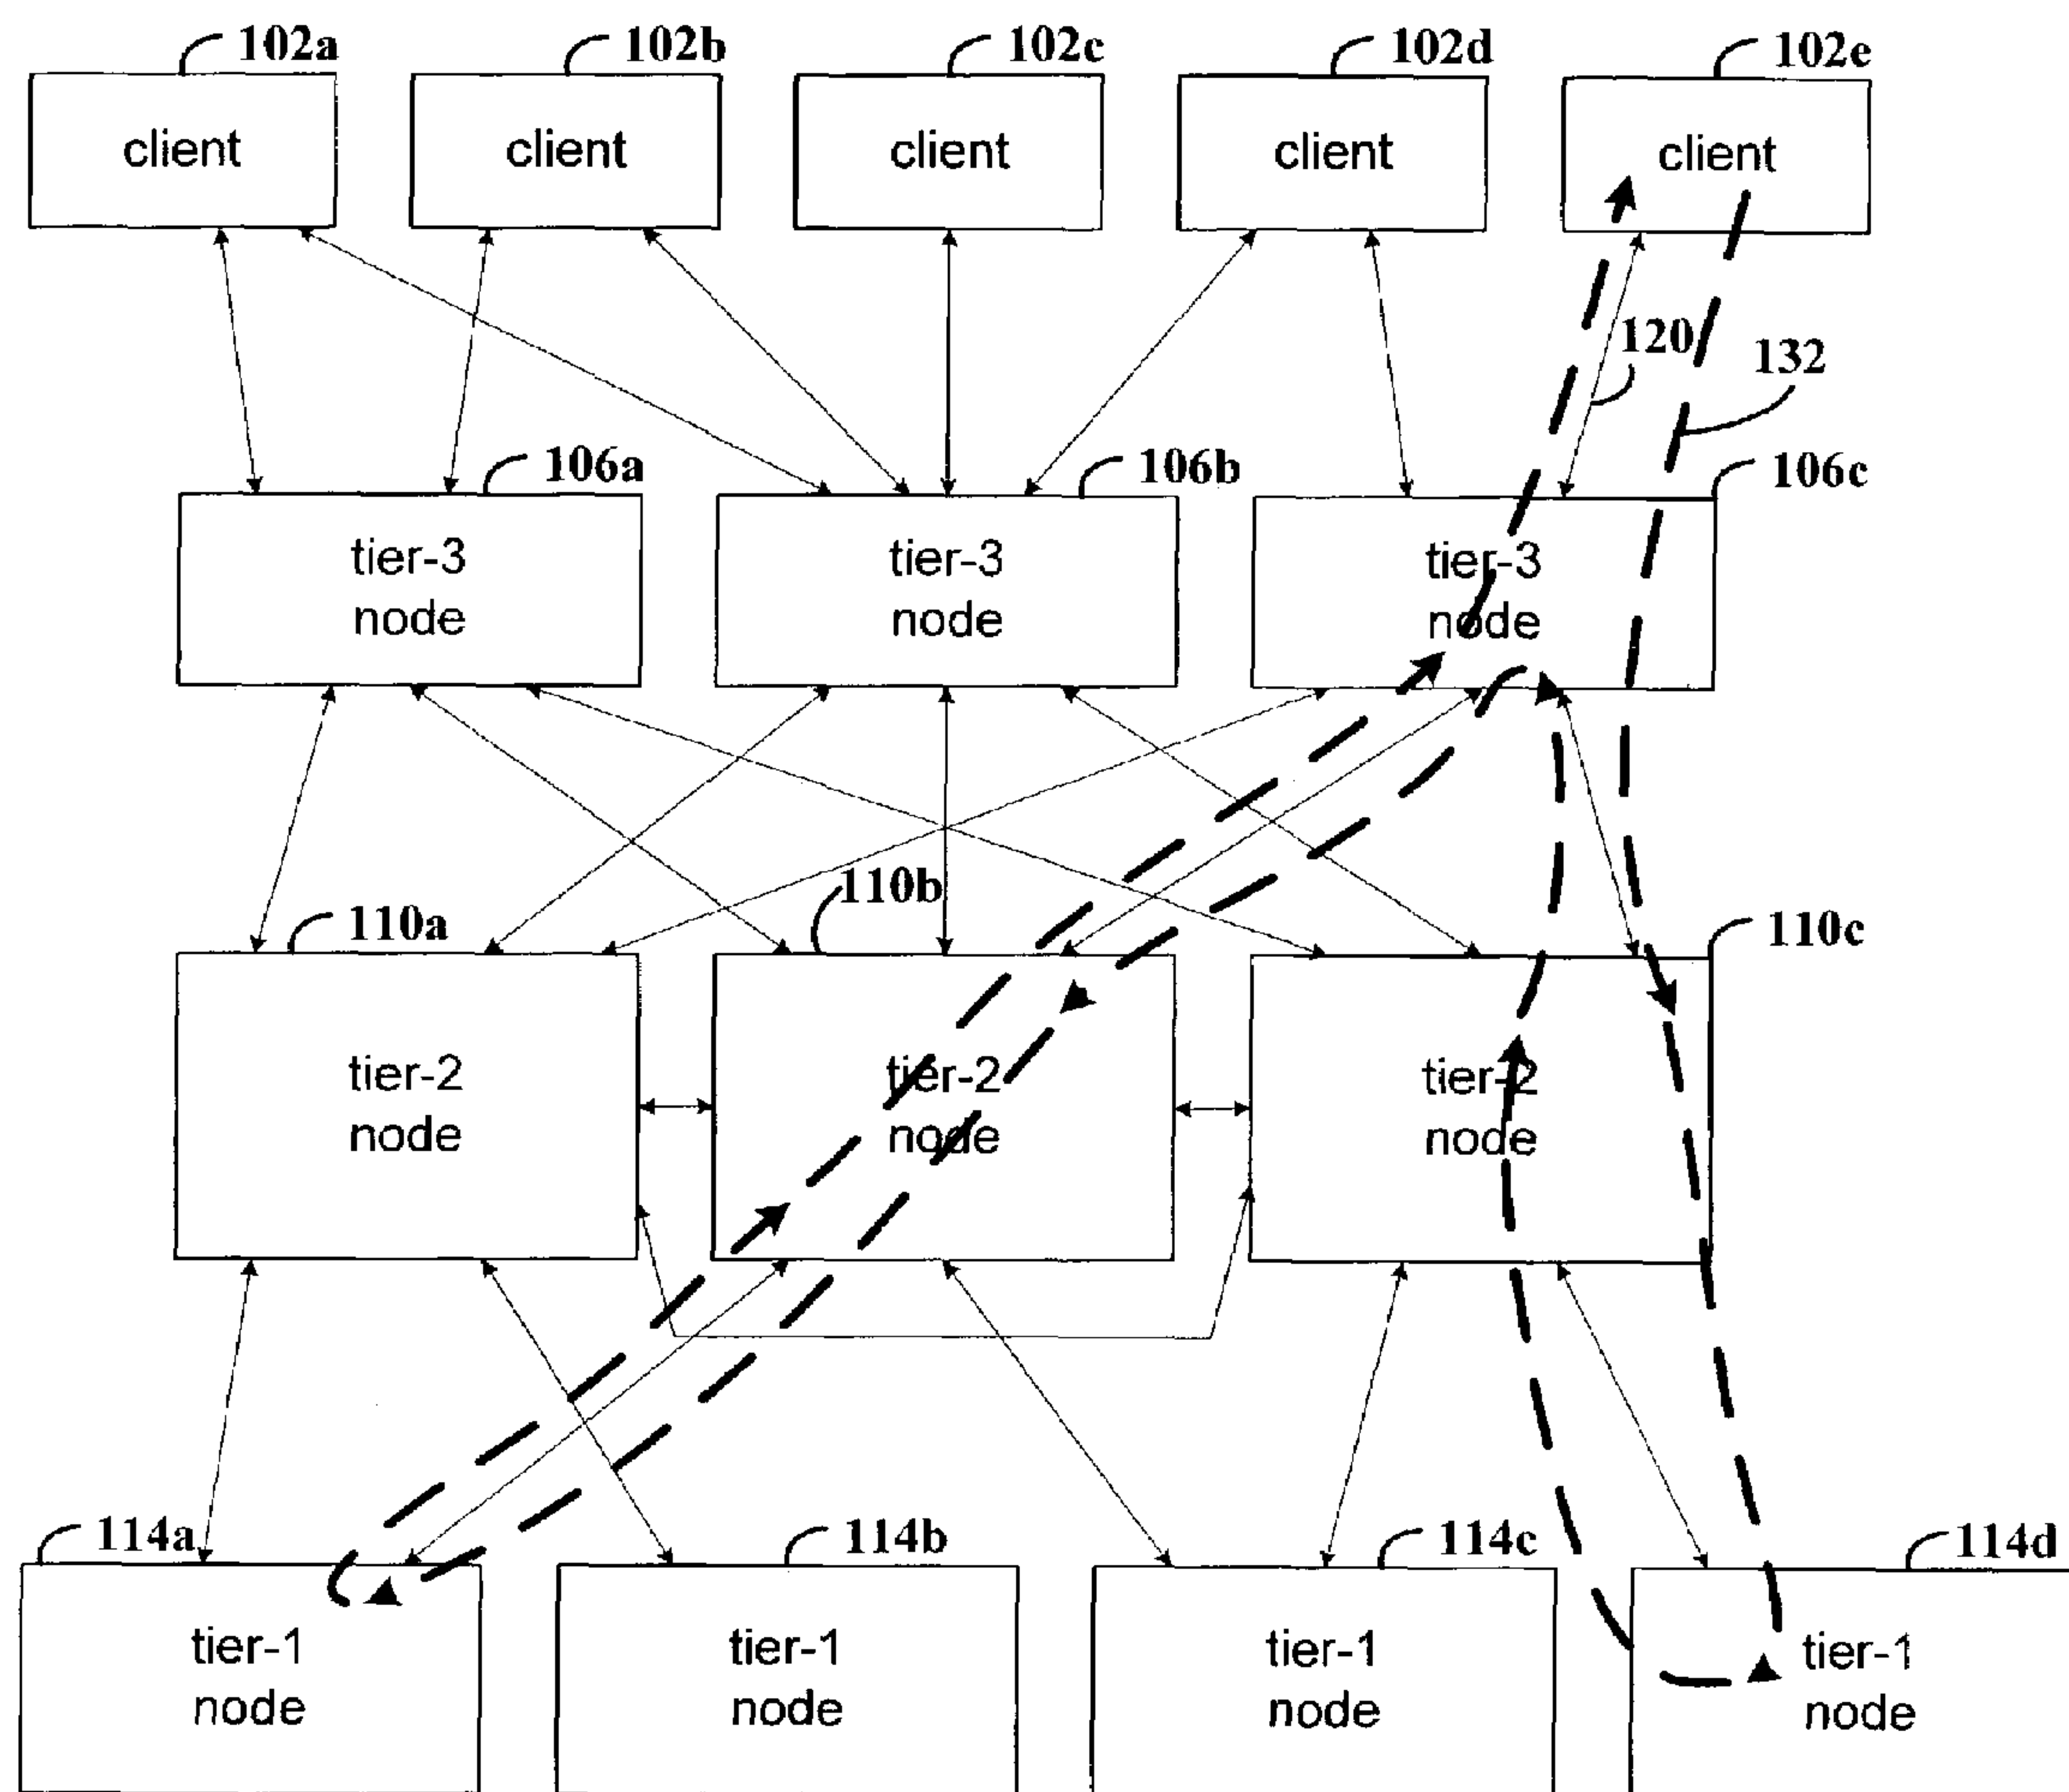 102a
102b
102c
102d
102e
client
client
client
client
client
120
132
106a
106b
106c
tier-3
node
tier-3
node
tier-3
node
110a
110b
110c
tier-2
node
tier-2
node
tier-2
node
114a
114b
114c
114d
tier-1
node
tier-1
node
tier-1
node
tier-1
node